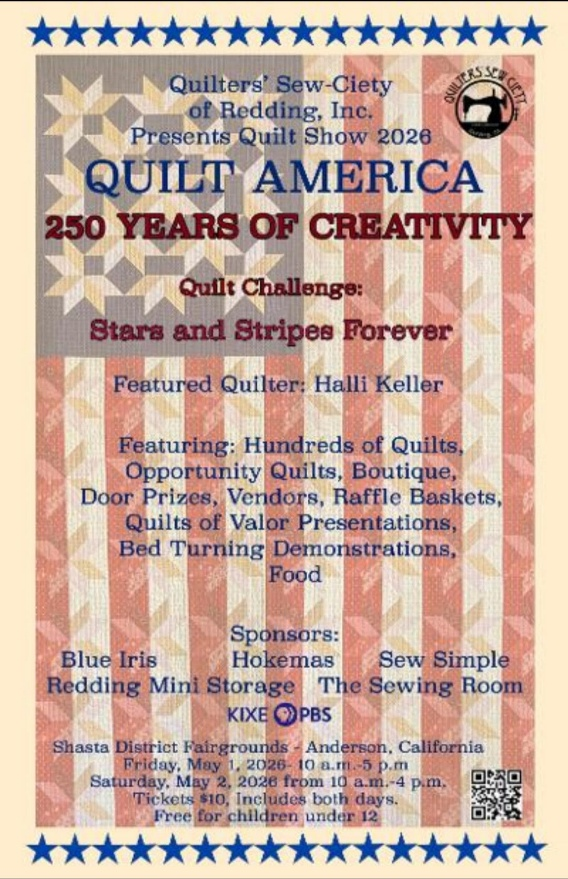 Quilters' Sew-Ciety
of Redding, Inc.
Presents Quilt Show 2026
QUILTERS SEW-CIETY
QUILT AMERICA
250 YEARS OF CREATIVITY
Quilt Challenge:
Stars and Stripes Forever
Featured Quilter: Halli Keller
Featuring: Hundreds of Quilts,
Opportunity Quilts, Boutique,
Door Prizes, Vendors, Raffle Baskets,
Quilts of Valor Presentations,
Bed Turning Demonstrations,
Food
Sponsors:
Blue Iris Hokemas Sew Simple
Redding Mini Storage The Sewing Room
KIXE PBS
Shasta District Fairgrounds - Anderson, California
Friday, May 1, 2026- 10 a.m.-5 p.m
Saturday, May 2, 2026 from 10 a.m.-4 p.m,
Tickets $10, Includes both days.
Free for children under 12